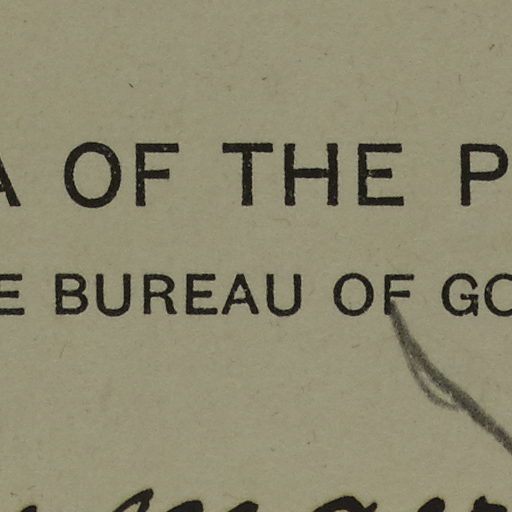 A OF THE P
E BUREAU OF GO